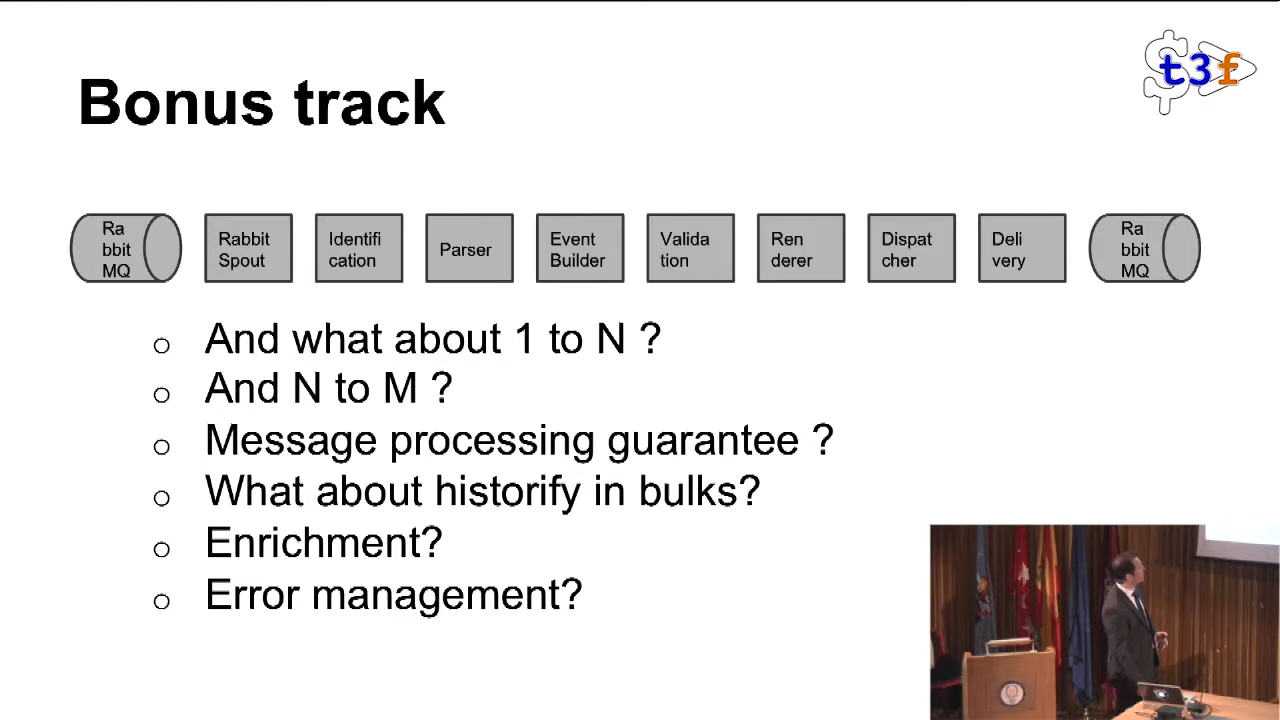 t3f
Bonus track
Ra
bbit
MQ
Rabbit
Spout
Identifi
cation
Parser
Event
Builder
Valida
tion
Ren
derer
Dispat
cher
Deli
very
Ra
bbit
MQ
And what about 1 to N ?
And N to M ?
Message processing guarantee ?
What about historify in bulks?
Enrichment?
Error management?